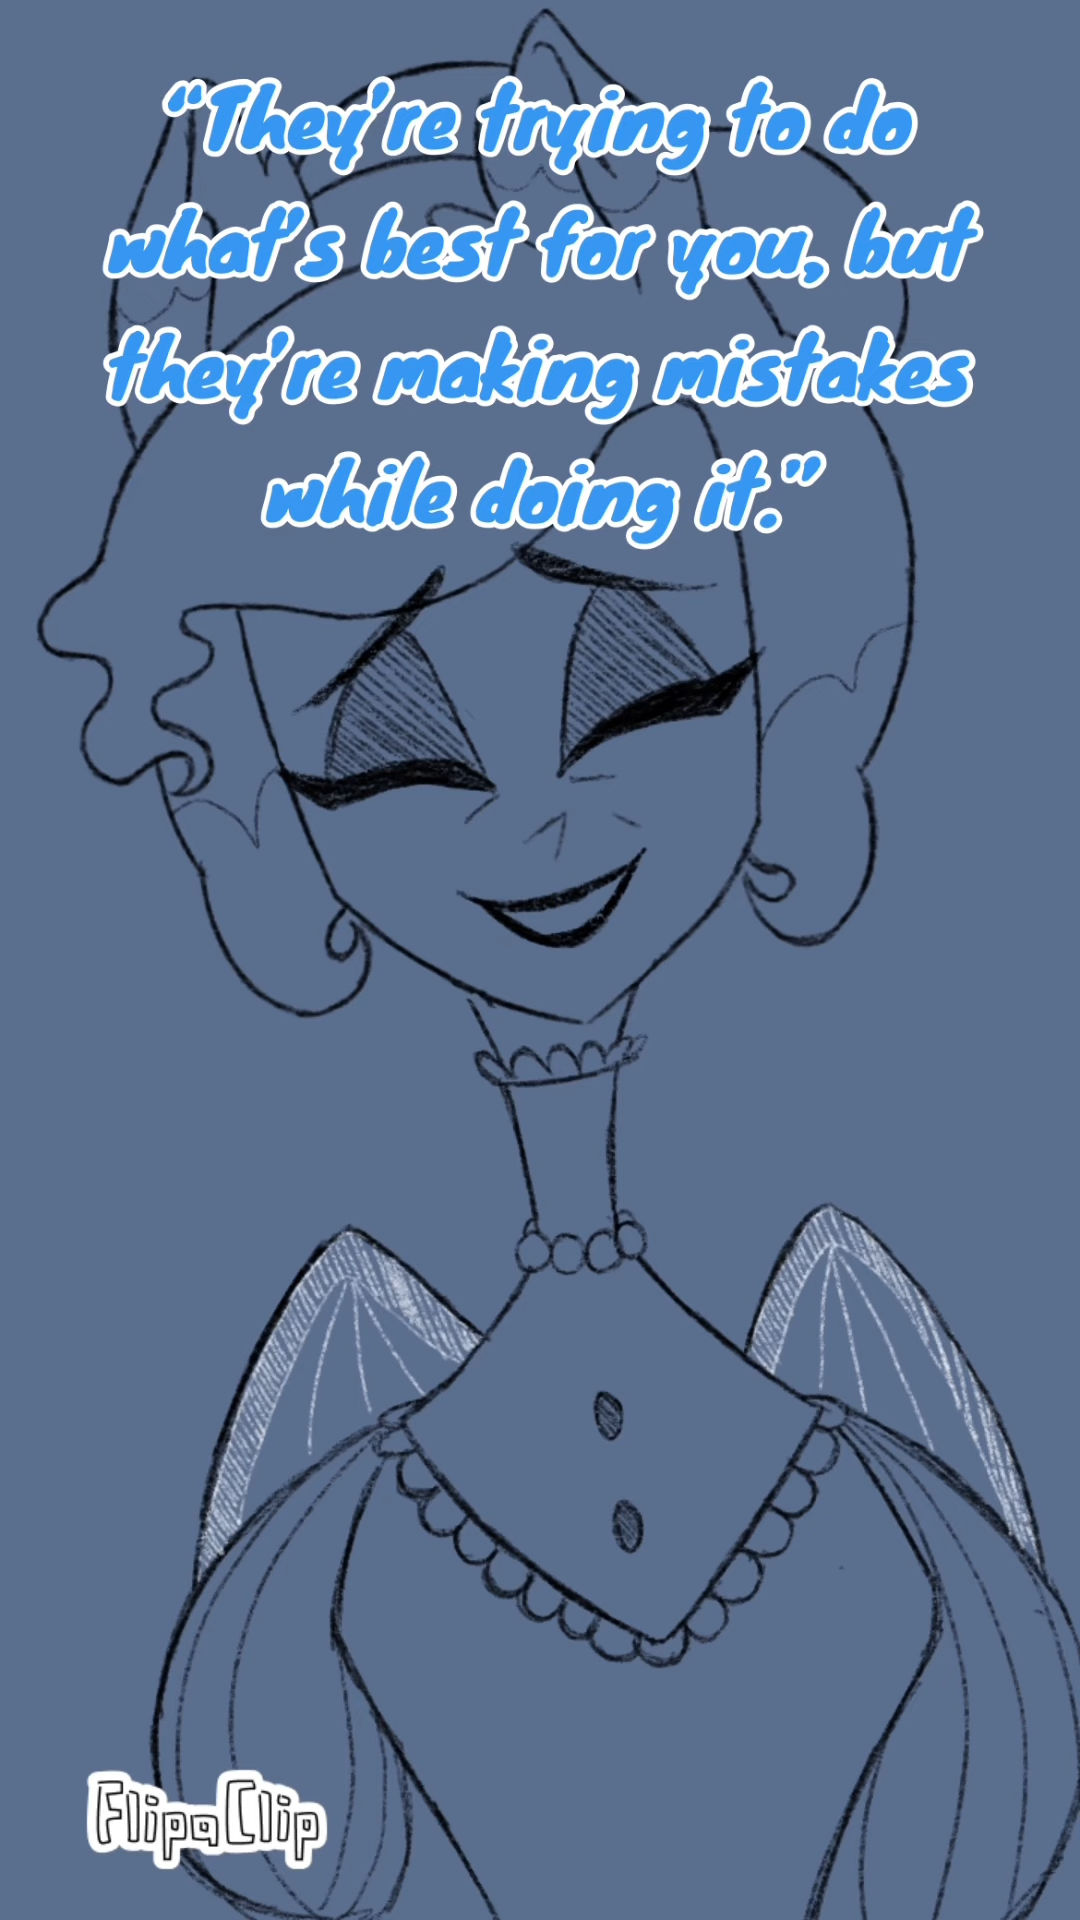 “They're trying to do
what's best for you, but
they're making mistakes
while doing it.”
FlipaClip